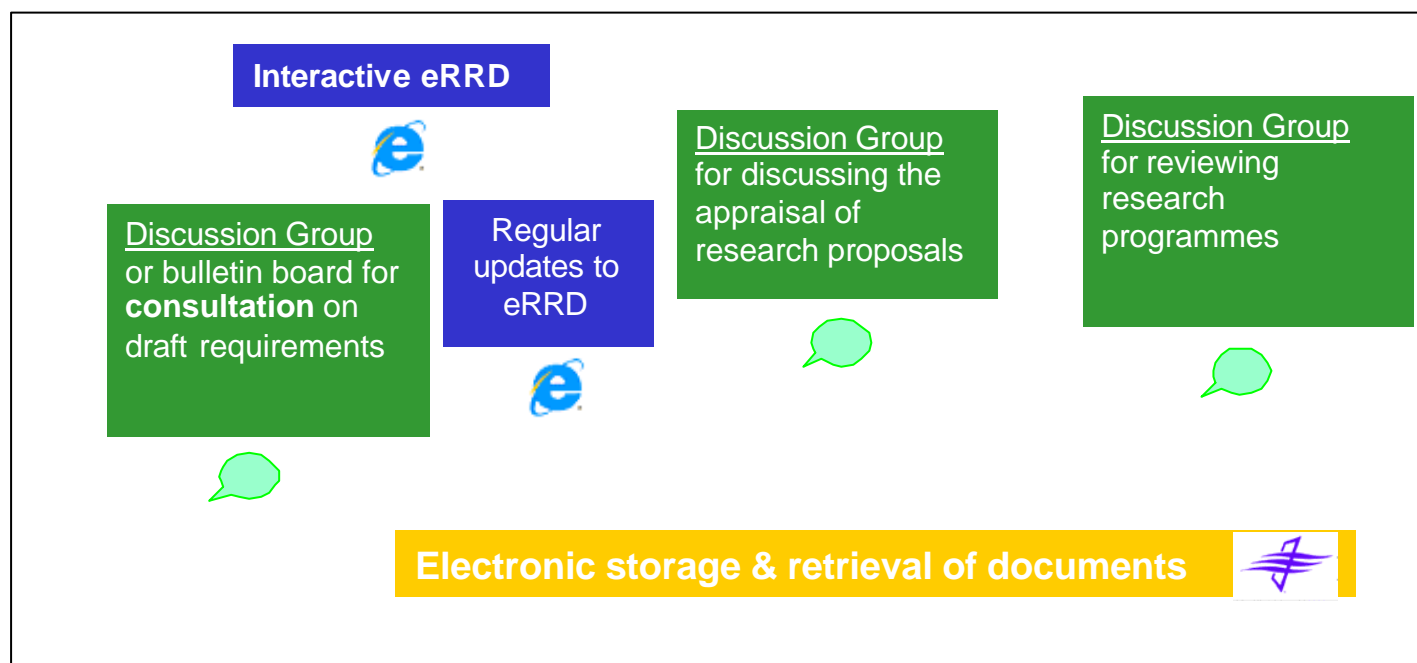 Interactive eRRD
Discussion Group
or bulletin board for
consultation on
draft requirements
Regular
updates to
eRRD
Discussion Group
for discussing the
appraisal of
research proposals
Discussion Group
for reviewing
research
programmes
Electronic storage & retrieval of documents